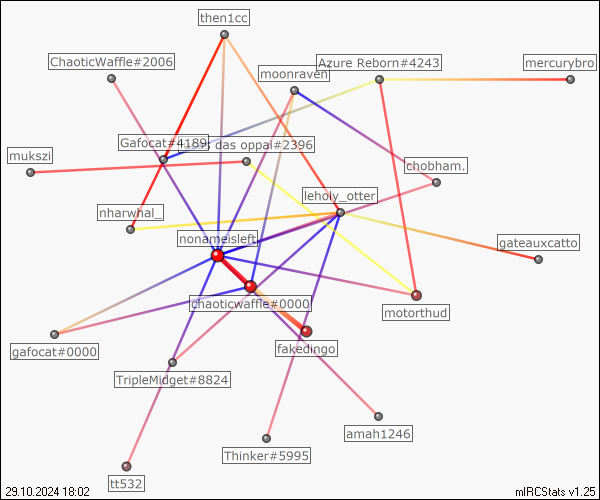 then1cc
ChaoticWaffle#2006
Azure Reborn#4243
mercurybro
moonraven
Gafocat#4189
das oppai#2396
mukszi
chobham.
leholy_otter
nharwhal_
nonameisleft
gateauxcatto
chaoticwaffle#0000
motorthud
gafocat#0000
fakedingo
TripleMidget#8824
amah1246
Thinker#5995
tt532
29.10.2024 18:02
mIRCStats v1.25